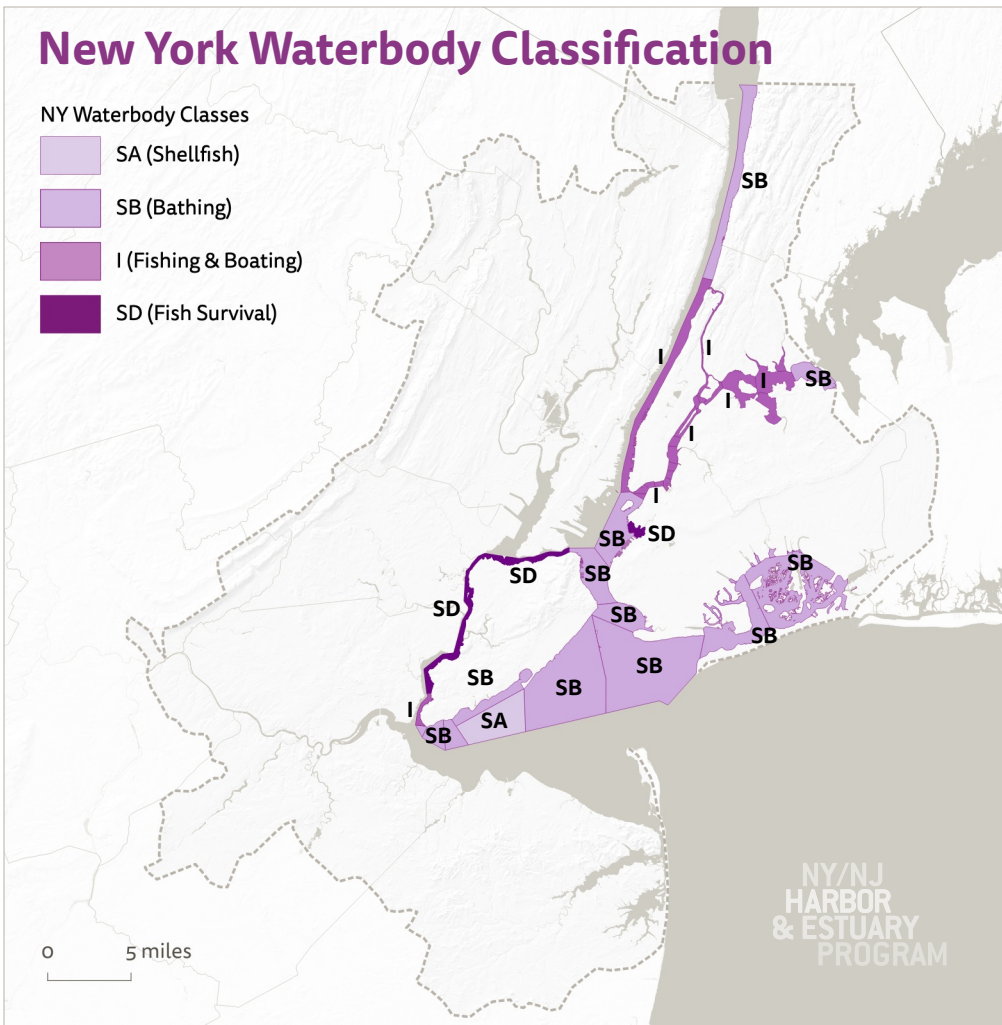 New York Waterbody Classification
NY Waterbody Classes
SA (Shellfish)
SB (Bathing)
I (Fishing & Boating)
SD (Fish Survival)
SB
I
I
I
SB
I
I
I
SD
SB
SD
SB
SB
SD
SB
SB
SB
SB
SB
I
SA
SB
NY/NJ
HARBOR
& ESTUARY
PROGRAM
0
5 miles